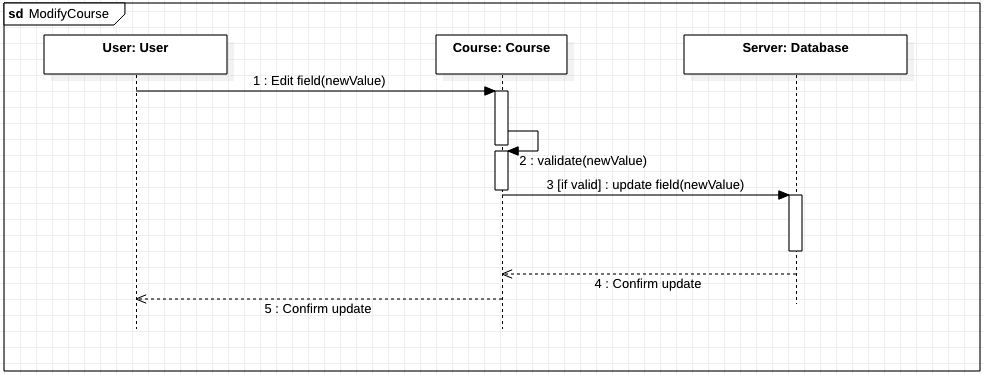 sd ModifyCourse
User: User
Course: Course
Server: Database
1 : Edit field(newValue)
2 : validate(newValue)
3 [if valid] : update field(newValue)
4 : Confirm update
5 : Confirm update